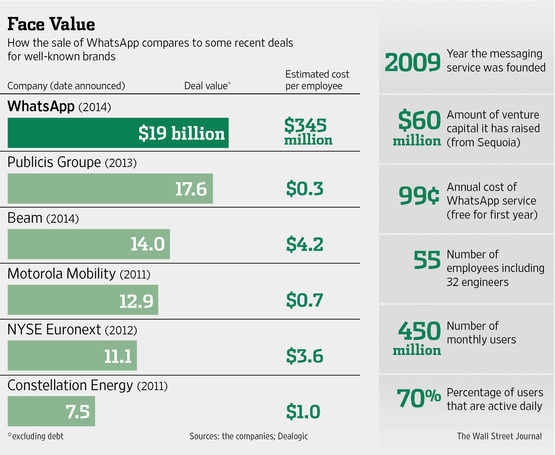 Face Value
How the sale of WhatsApp compares to some recent deals
for well-known brands
Company (date announced) Deal value* Estimated cost
per employee
WhatsApp (2014)
$19 billion $345
million
Publicis Groupe (2013)
17.6 $0.3
Beam (2014)
14.0 $4.2
Motorola Mobility (2011)
12.9 $0.7
NYSE Euronext (2012)
11.1 $3.6
Constellation Energy (2011)
7.5 $1.0
*excluding debt Sources: the companies; Dealogic
2009 Year the messaging
service was founded
$60 Amount of venture
million capital it has raised
(from Sequoia)
99¢ Annual cost of
WhatsApp service
(free for first year)
55 Number of
employees including
32 engineers
450 Number of
million monthly users
70% Percentage of users
that are active daily
The Wall Street Journal